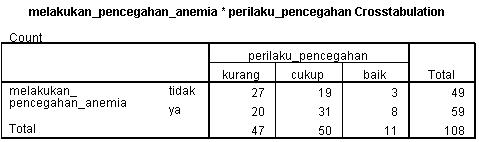 melakukan_pencegahan_anemia * perilaku_pencegahan Crosstabulation
Count
perilaku_pencegahan
kurang cukup baik Total
melakukan_ tidak 27 19 3 49
pencegahan_anemia
ya 20 31 8 59
Total 47 50 11 108